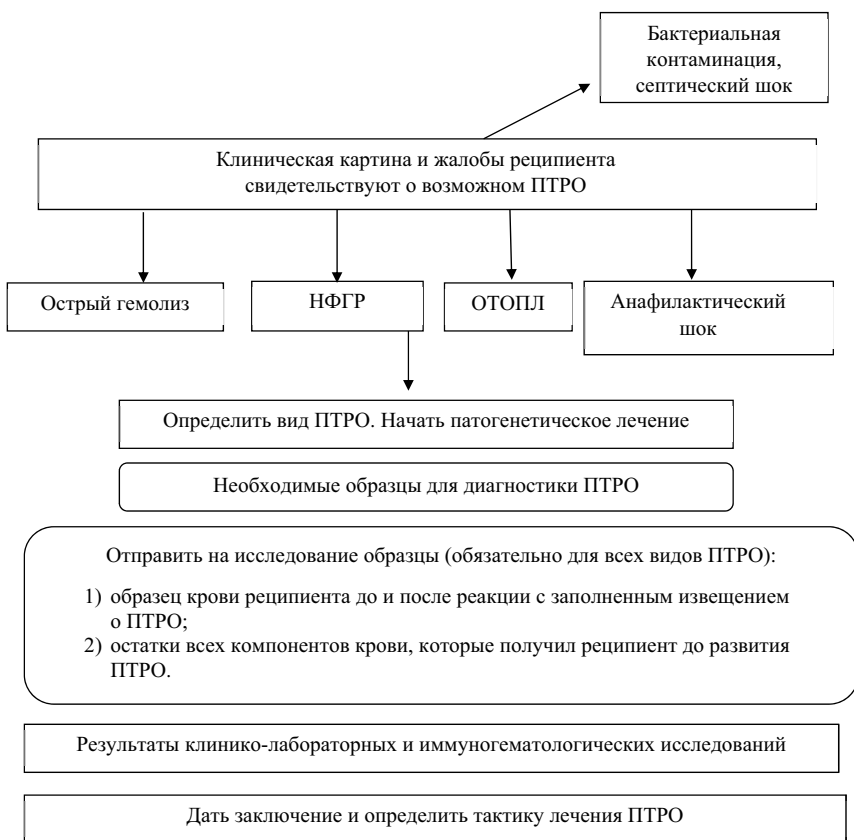 Бактериальная
контаминация,
септический шок
Клиническая картина и жалобы реципиента
свидетельствуют о возможном ПТРО
Острый гемолиз
НФГР
ОТОПЛ
Анафилактический
шок
Определить вид ПТРО. Начать патогенетическое лечение
Необходимые образцы для диагностики ПТРО
Отправить на исследование образцы (обязательно для всех видов ПТРО):
1) образец крови реципиента до и после реакции с заполненным извещением
о ПТРО;
2) остатки всех компонентов крови, которые получил реципиент до развития
ПТРО.
Результаты клинико-лабораторных и иммуногематологических исследований
Дать заключение и определить тактику лечения ПТРО